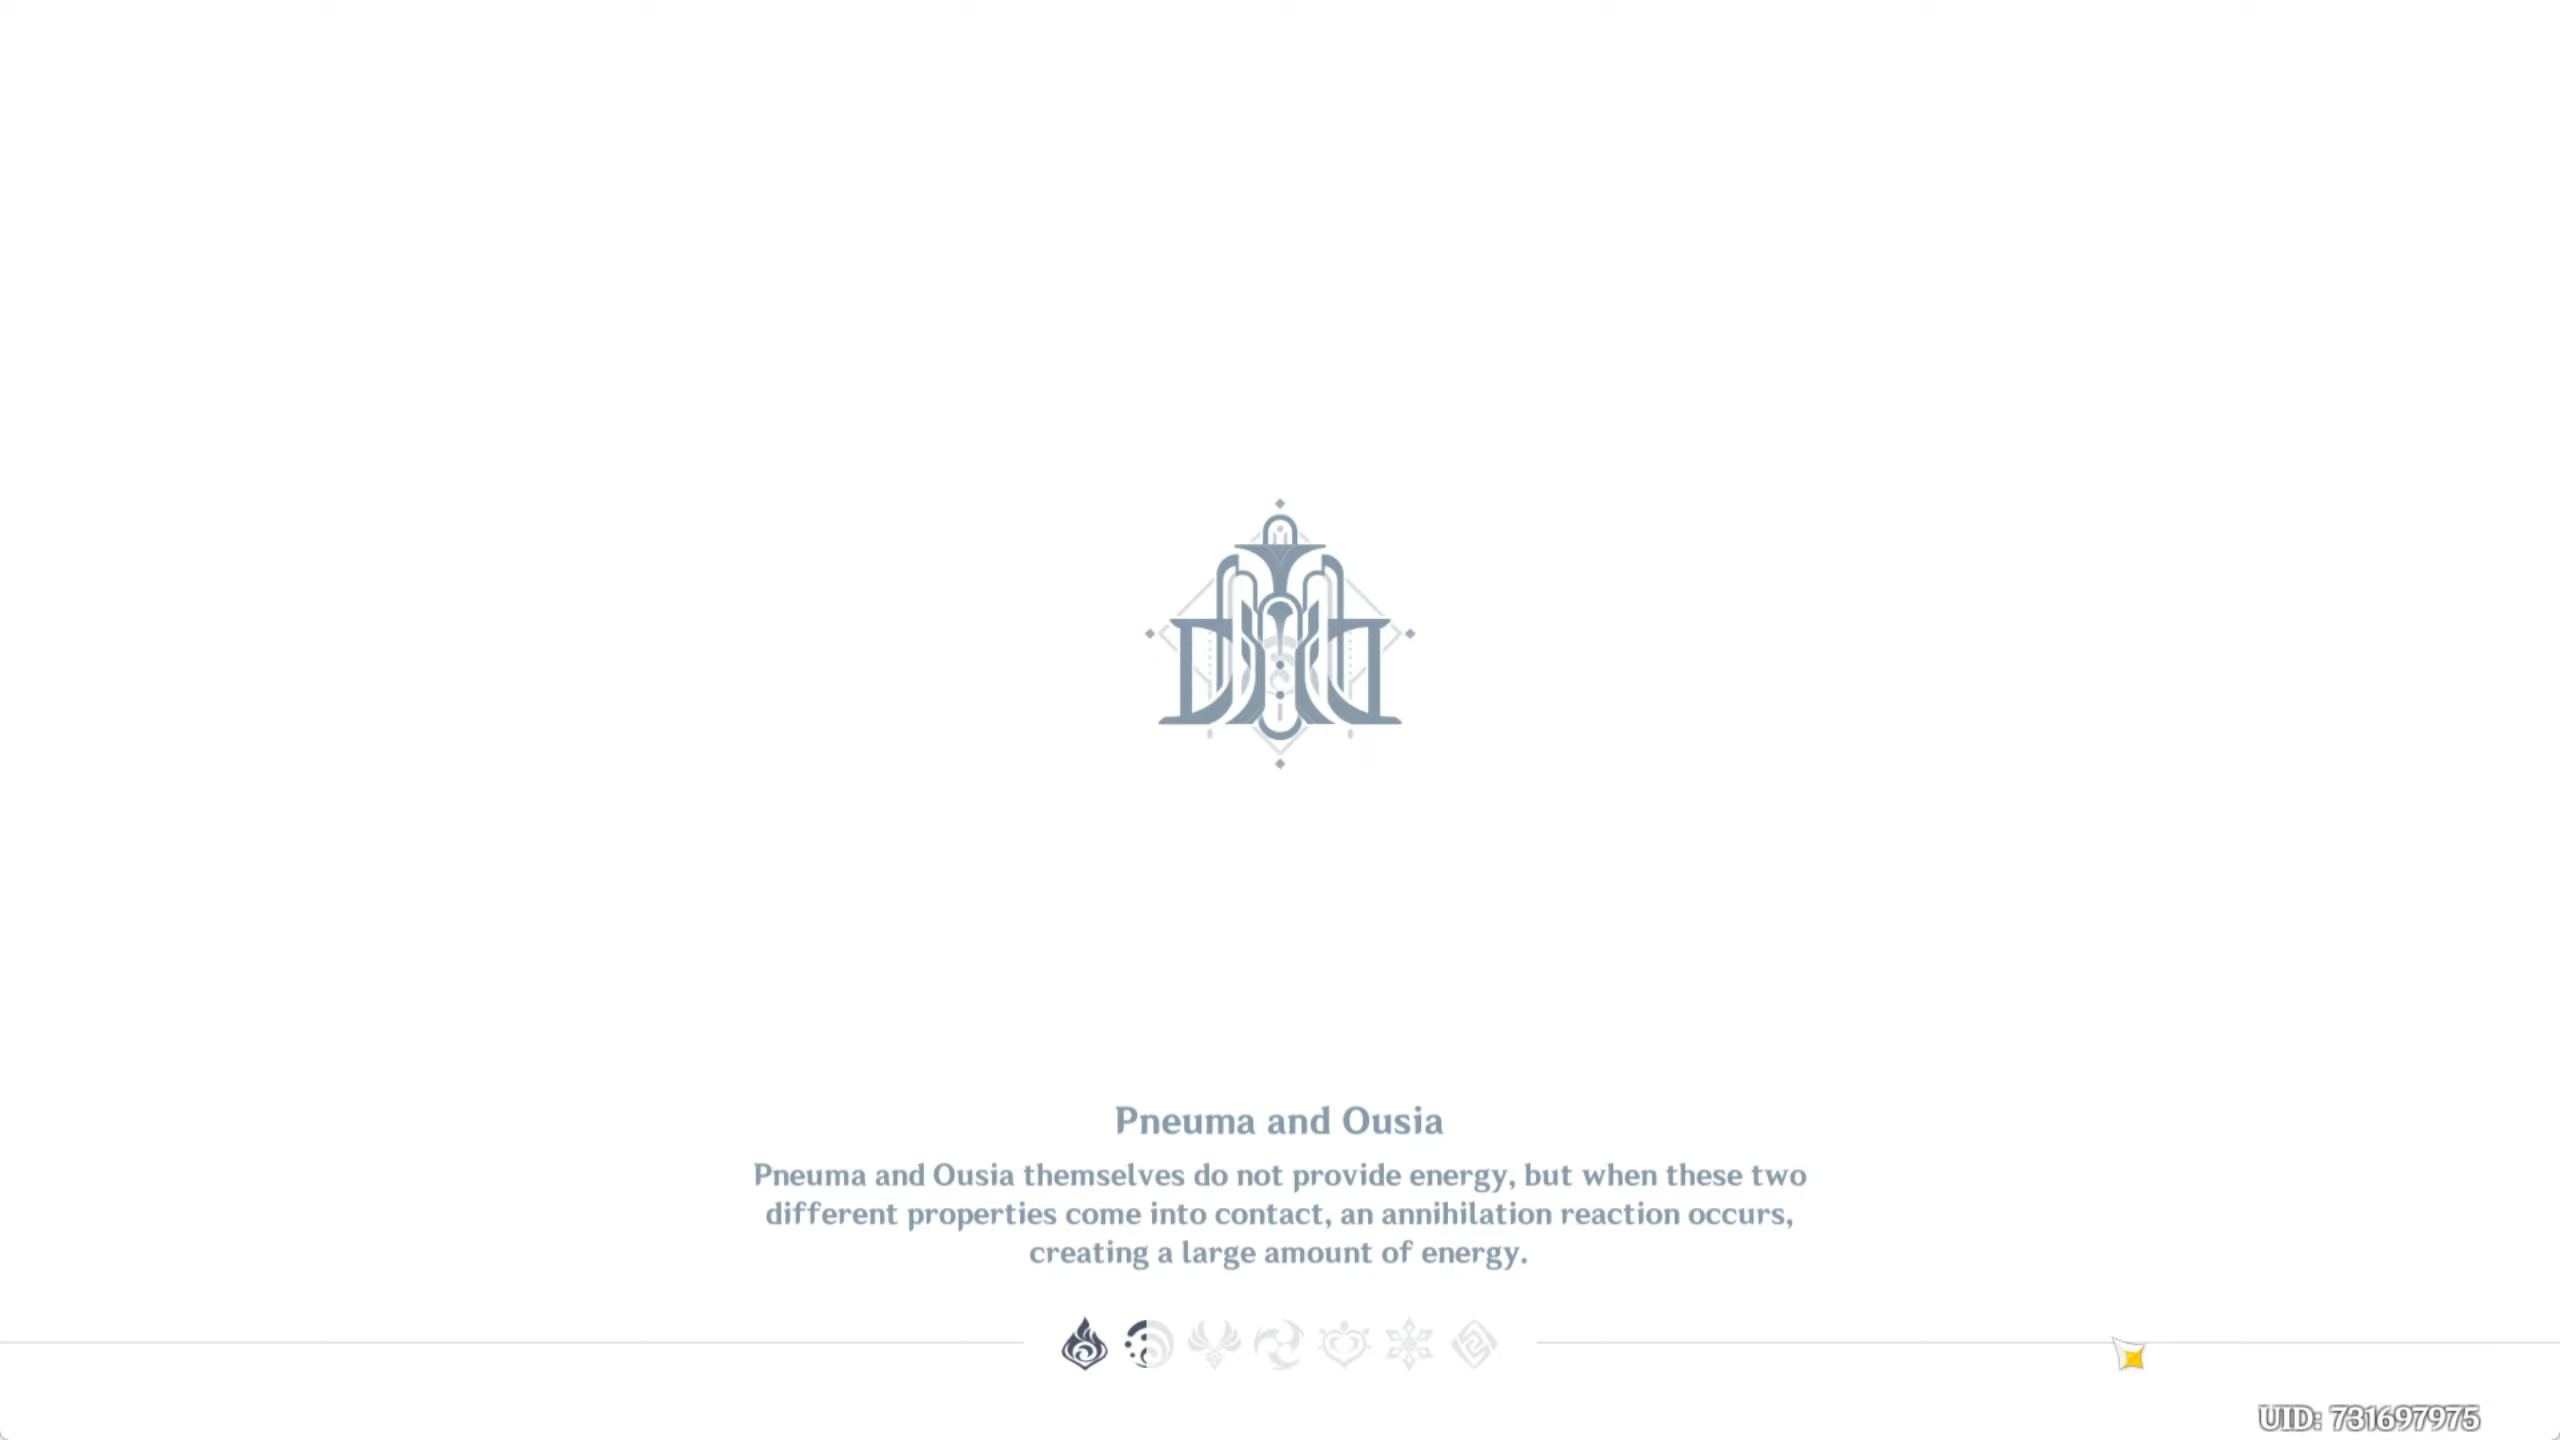 Pneuma and Ousia
Pneuma and Ousia themselves do not provide energy, but when these two
different properties come into contact, an annihilation reaction occurs,
creating a large amount of energy.
UID: 731697975